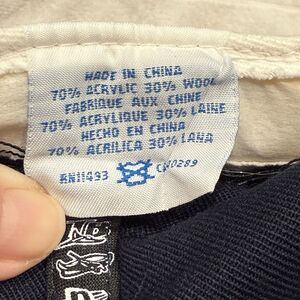 MADE IN CHINA
70% ACRYLIC 30% WOOL
FABRIQUE AUX CHINE
70% ACRYLIQUE 30% LAINE
HECHO EN CHINA
70% ACRILICA 30% LANA
RN11493 CA00289